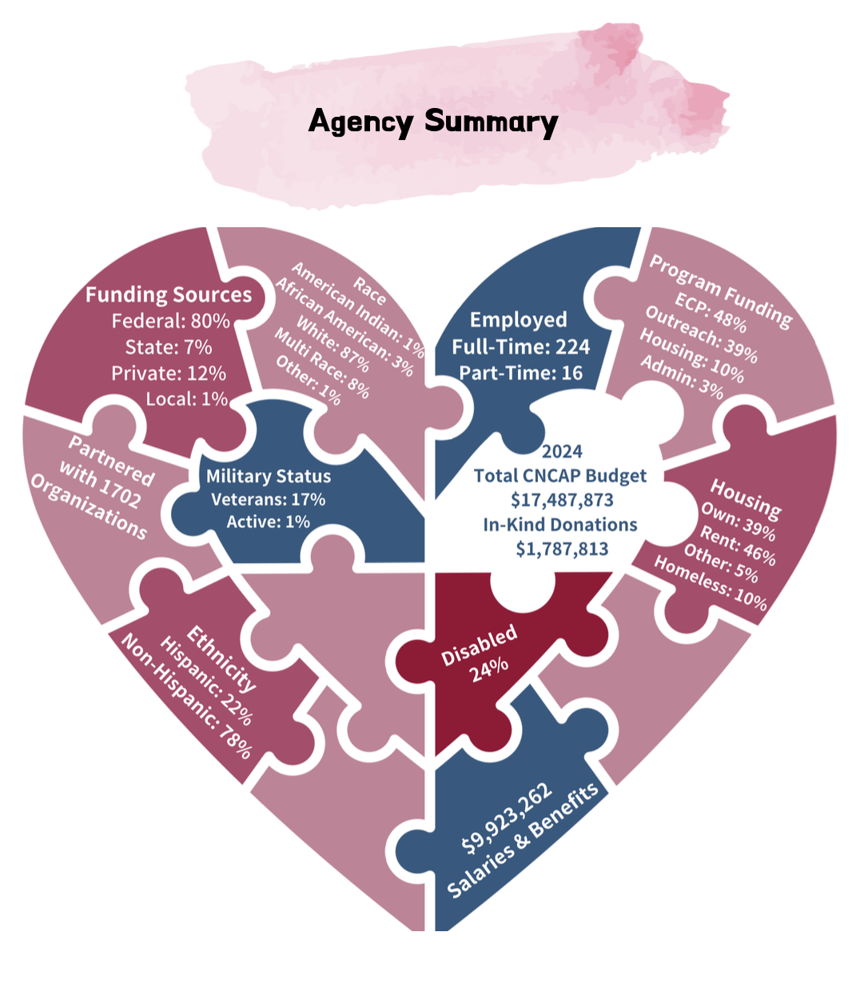 Agency Summary
Funding Sources
Federal: 80%
State: 7%
Private: 12%
Local: 1%
Race
American Indian: 1%
African American: 3%
White: 87%
Multi Race: 8%
Other: 1%
Employed
Full-Time: 224
Part-Time: 16
Program Funding
ECP: 48%
Outreach: 39%
Housing: 10%
Admin: 3%
Partnered
with 1702
Organizations
Military Status
Veterans: 17%
Active: 1%
2024
Total CNCAP Budget
$17,487,873
In-Kind Donations
$1,787,813
Housing
Own: 39%
Rent: 46%
Other: 5%
Homeless: 10%
Ethnicity
Hispanic: 22%
Non-Hispanic: 78%
Disabled
24%
$9,923,262
Salaries & Benefits